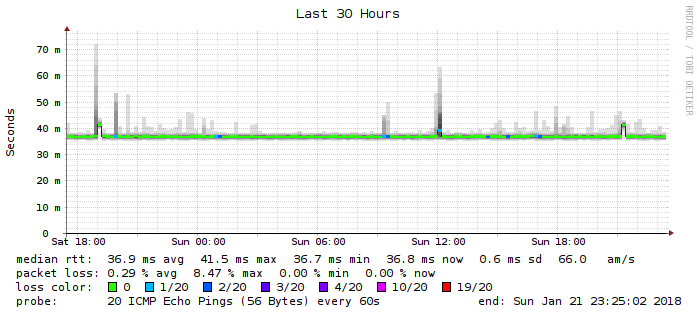 Last 30 Hours
RRDTOOL / TOBI OETIKER
Seconds
70 m
60 m
50 m
40 m
30 m
20 m
10 m
0
Sat 18:00 Sun 00:00 Sun 06:00 Sun 12:00 Sun 18:00
median rtt: 36.9 ms avg 41.5 ms max 36.7 ms min 36.8 ms now 0.6 ms sd 66.0 am/s
packet loss: 0.29 % avg 8.47 % max 0.00 % min 0.00 % now
loss color: 0 1/20 2/20 3/20 4/20 10/20 19/20
probe: 20 ICMP Echo Pings (56 Bytes) every 60s end: Sun Jan 21 23:25:02 2018